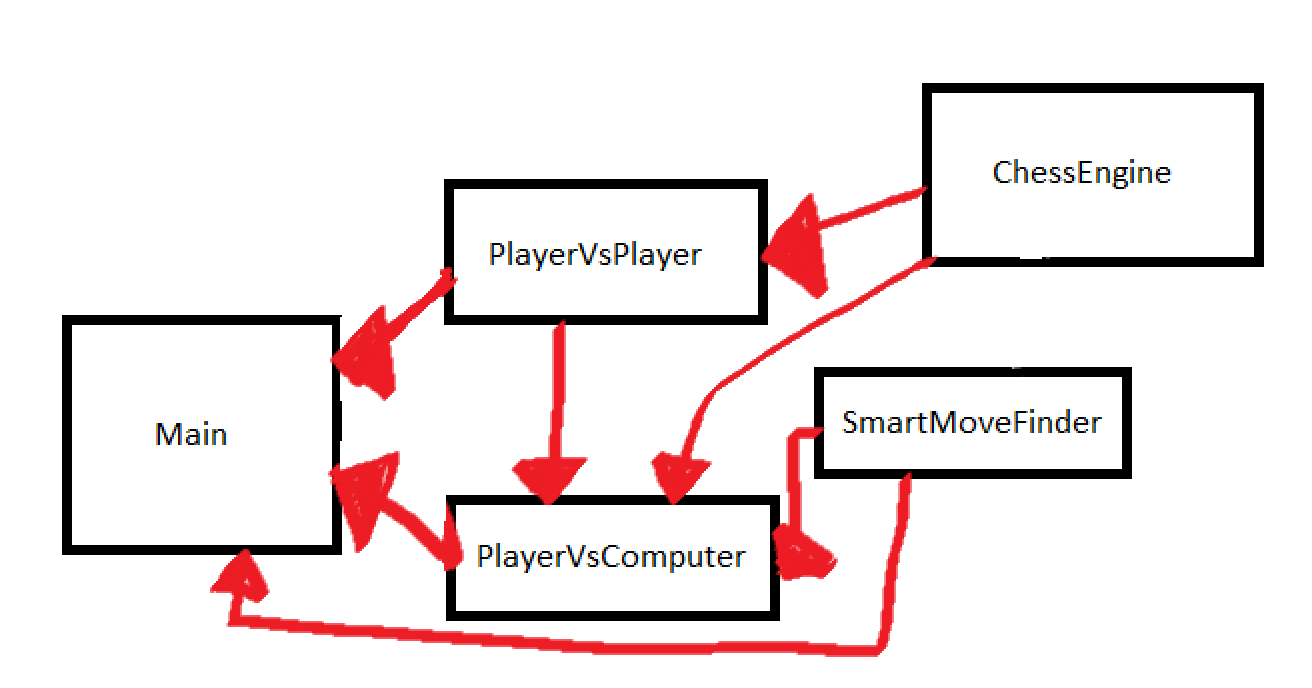 ChessEngine
PlayerVsPlayer
SmartMoveFinder
Main
PlayerVsComputer